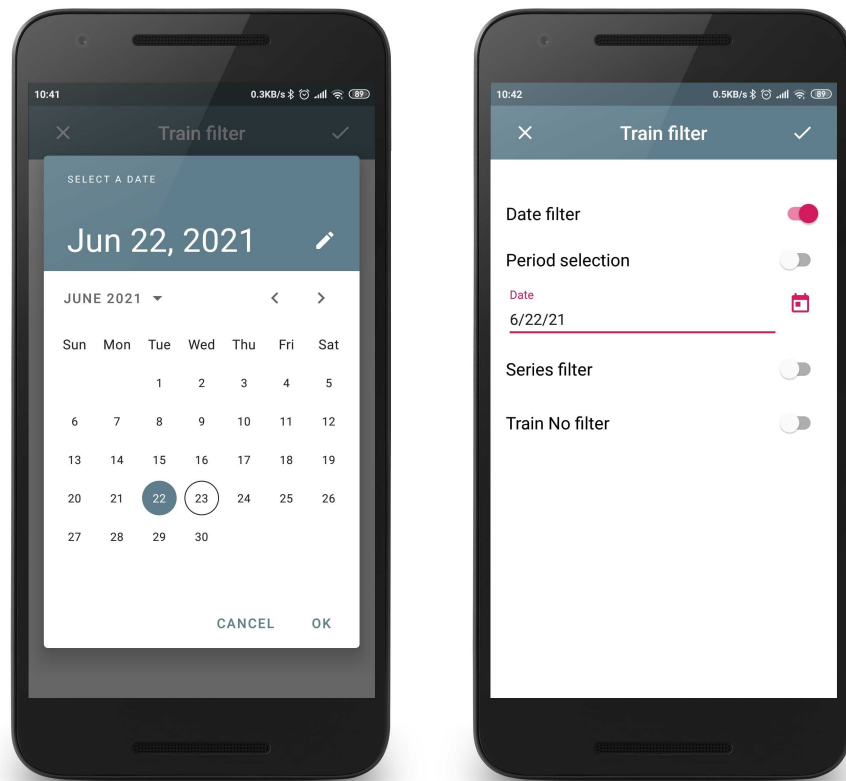 10:41 0.3KB/s 89
Train filter
SELECT A DATE
Jun 22, 2021
JUNE 2021
Sun Mon Tue Wed Thu Fri Sat
1 2 3 4 5
6 7 8 9 10 11 12
13 14 15 16 17 18 19
20 21 22 23 24 25 26
27 28 29 30
CANCEL OK
10:42 0.5KB/s 89
Train filter
Date filter
Period selection
Date
6/22/21
Series filter
Train No filter